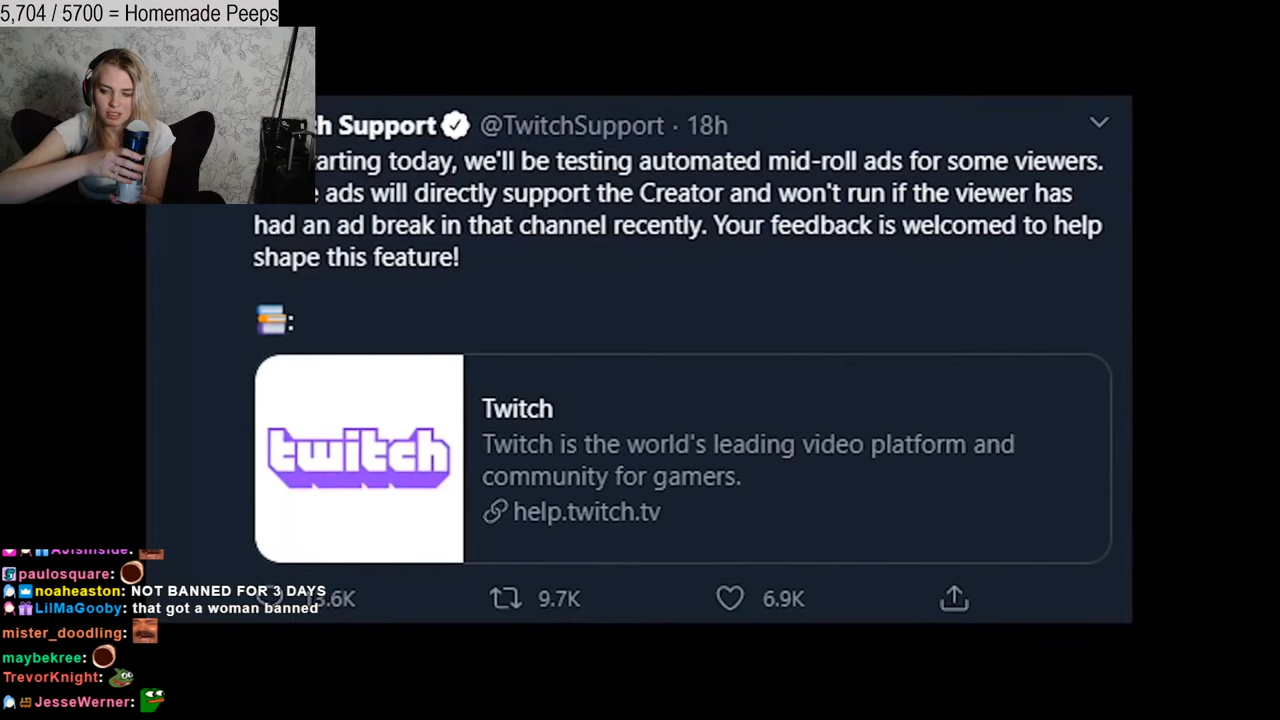 5,704 / 5700 = Homemade Peeps
h Support @TwitchSupport · 18h
arting today, we'll be testing automated mid-roll ads for some viewers.
ads will directly support the Creator and won't run if the viewer has
had an ad break in that channel recently. Your feedback is welcomed to help
shape this feature!
:
twitch
Twitch
Twitch is the world's leading video platform and
community for gamers.
help.twitch.tv
9.7K
6.9K
paulosquare:
noaheaston: NOT BANNED FOR 3 DAYS
LilMaGooby: that got a woman banned
mister_doodling:
maybekree:
TrevorKnight:
JesseWerner: